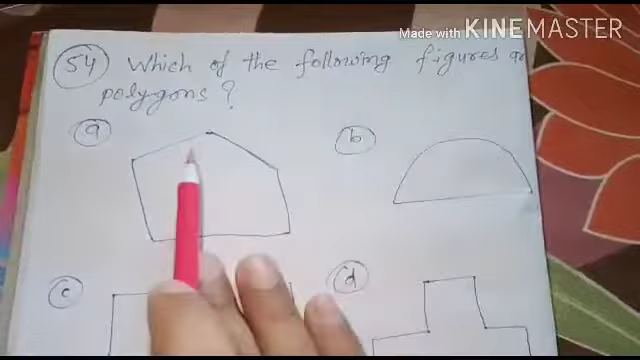 Made with KINEMASTER
54 Which of the following figures
polygons ?
a
b
c
d